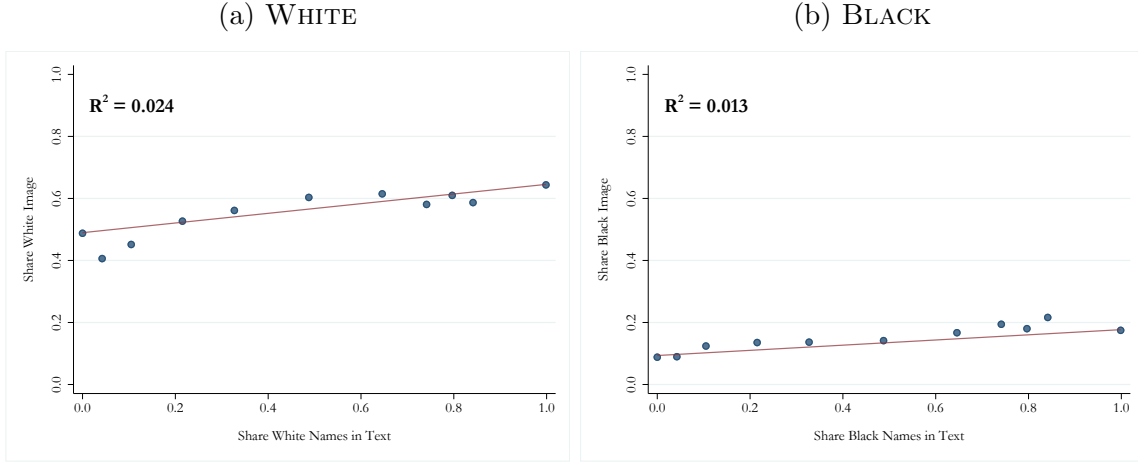 (a) WHITE
R² = 0.024
Share White Image
1.0
0.8
0.6
0.4
0.2
0.0
0.0 0.2 0.4 0.6 0.8 1.0
Share White Names in Text
(b) BLACK
R² = 0.013
Share Black Image
1.0
0.8
0.6
0.4
0.2
0.0
0.0 0.2 0.4 0.6 0.8 1.0
Share Black Names in Text